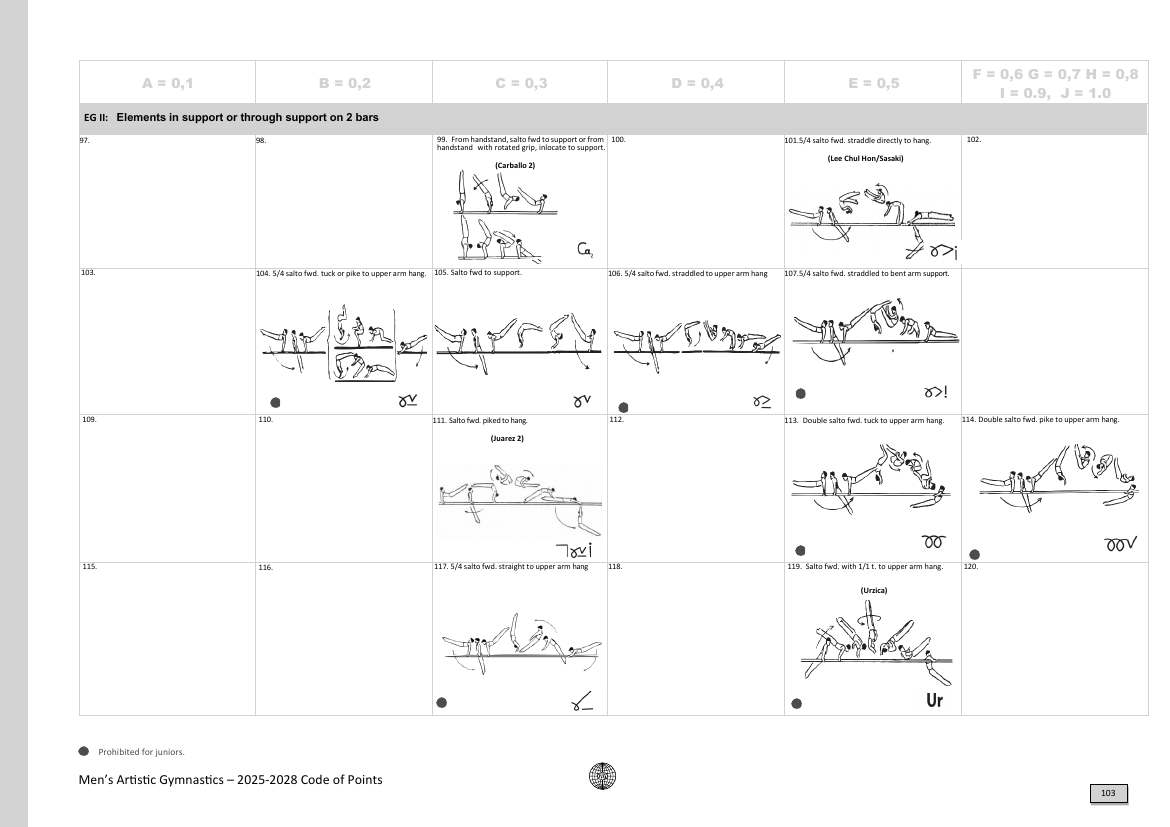 A = 0,1
B = 0,2
C = 0,3
D = 0,4
E = 0,5
F = 0,6 G = 0,7 H = 0,8
I = 0.9, J = 1.0
EG II: Elements in support or through support on 2 bars
97.
98.
99. From handstand, salto fwd to support or from
handstand with rotated grip, inlocate to support.
(Carballo 2)
Ca2
100.
101.5/4 salto fwd. straddle directly to hang.
(Lee Chul Hon/Sasaki)
102.
103.
104. 5/4 salto fwd. tuck or pike to upper arm hang.
105. Salto fwd to support.
106. 5/4 salto fwd. straddled to upper arm hang
107.5/4 salto fwd. straddled to bent arm support.
109.
110.
111. Salto fwd. piked to hang.
(Juarez 2)
112.
113. Double salto fwd. tuck to upper arm hang.
114. Double salto fwd. pike to upper arm hang.
115.
116.
117. 5/4 salto fwd. straight to upper arm hang
118.
119. Salto fwd. with 1/1 t. to upper arm hang.
(Urzica)
Ur
120.
Prohibited for juniors.
Men's Artistic Gymnastics – 2025-2028 Code of Points
103